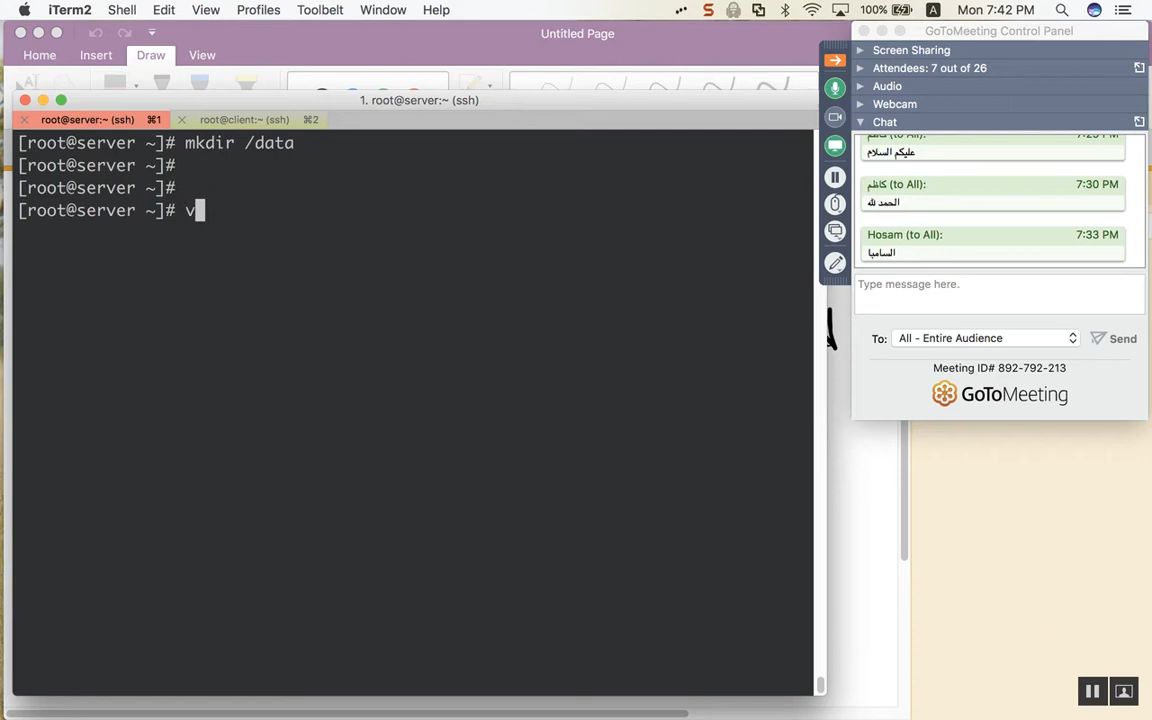 iTerm2 Shell Edit View Profiles Toolbelt Window Help
100% A Mon 7:42 PM
Untitled Page
Home Insert Draw View
1. root@server:~ (ssh)
root@server:~ (ssh) ⌘1 root@client:~ (ssh) ⌘2
[root@server ~]# mkdir /data
[root@server ~]#
[root@server ~]#
[root@server ~]# v
GoToMeeting Control Panel
Screen Sharing
Attendees: 7 out of 26
Audio
Webcam
Chat
عليكم السلام
كاظم (to All): 7:30 PM
الحمد لله
Hosam (to All): 7:33 PM
السامبا
Type message here.
To: All - Entire Audience Send
Meeting ID# 892-792-213
GoToMeeting